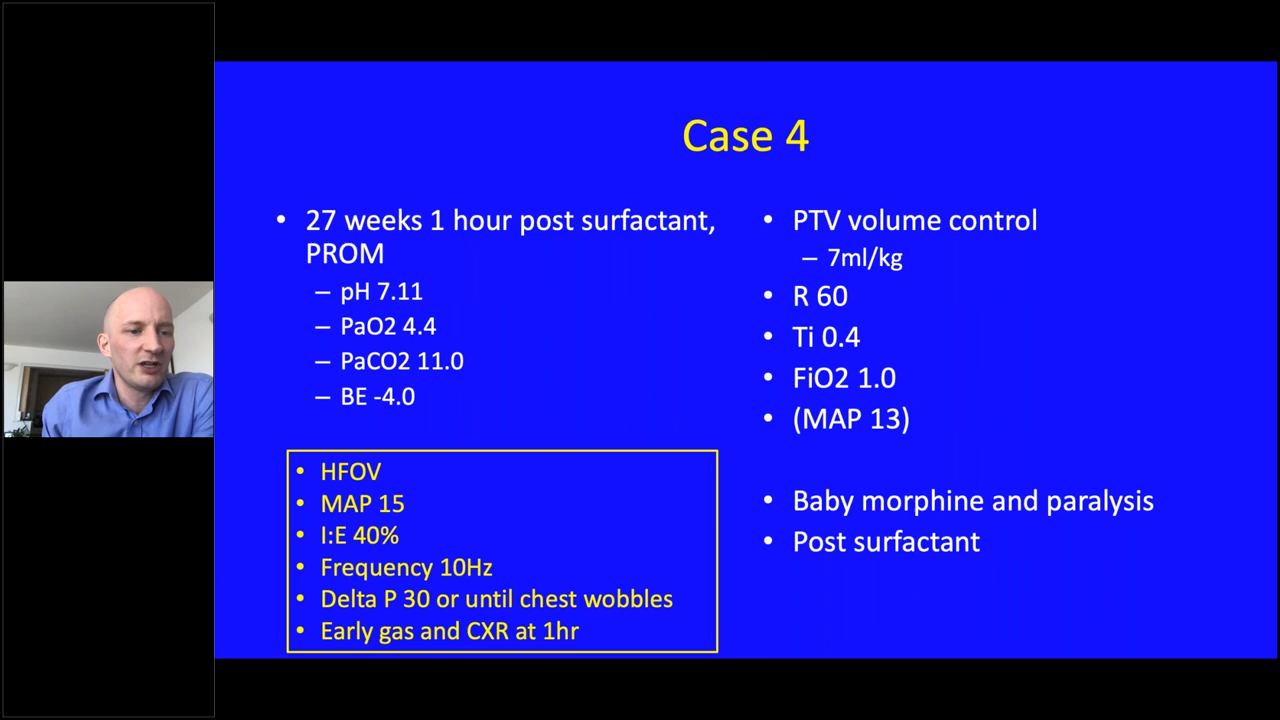 Case 4
• 27 weeks 1 hour post surfactant,
PROM
– pH 7.11
– PaO2 4.4
– PaCO2 11.0
– BE -4.0
• HFOV
• MAP 15
• I:E 40%
• Frequency 10Hz
• Delta P 30 or until chest wobbles
• Early gas and CXR at 1hr
• PTV volume control
– 7ml/kg
• R 60
• Ti 0.4
• FiO2 1.0
• (MAP 13)
• Baby morphine and paralysis
• Post surfactant